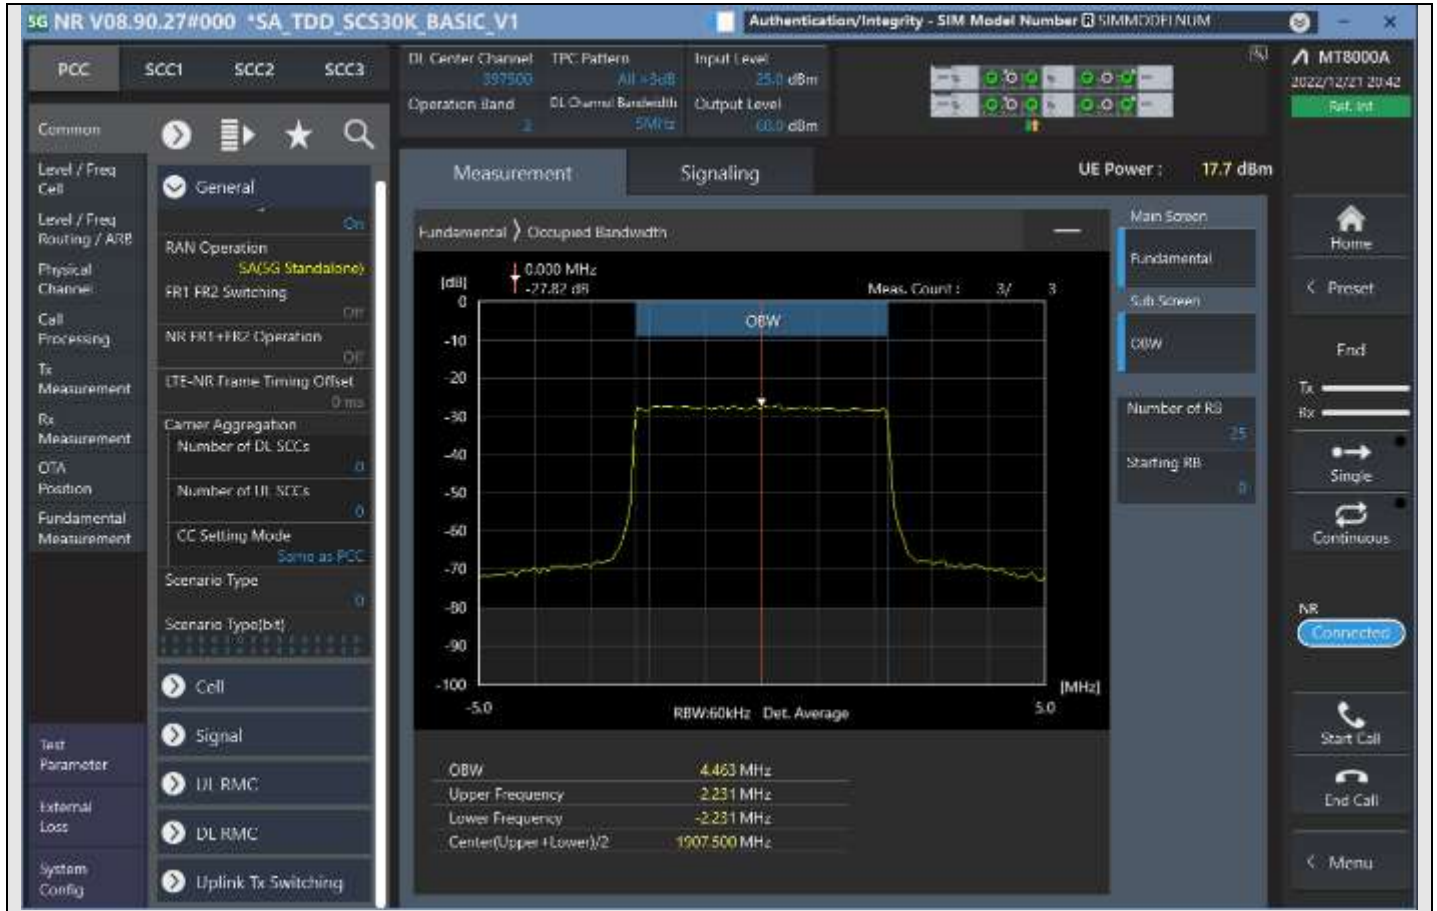 5G NR V08.90.27#000 *SA_TDD_SCS30K_BASIC_V1
Authentication/Integrity - SIM Model Number R SIMMODELNUM
PCC SCC1 SCC2 SCC3
DL Center Channel
397500
TPC Pattern
All +3dB
Input Level
25.0 dBm
Operation Band
2
DL Channel Bandwidth
5MHz
Output Level
dBm
MT8000A
2022/12/21 20:42
Ref. Int
Common
Level / Freq
Cell
Level / Freq
Routing / ARB
Physical
Channel
Call
Processing
Tx
Measurement
Rx
Measurement
OTA
Position
Fundamental
Measurement
Test
Parameter
External
Loss
System
Config
General
On
RAN Operation
SA(5G Standalone)
FR1 FR2 Switching
Off
NR FR1+FR2 Operation
Off
LTE-NR Frame Timing Offset
0 ms
Carrier Aggregation
Number of DL SCCs
0
Number of UL SCCs
0
CC Setting Mode
Same as PCC
Scenario Type
0
Scenario Type(bit)
Cell
Signal
UL RMC
DL RMC
Uplink Tx Switching
Measurement Signaling
UE Power : 17.7 dBm
Fundamental > Occupied Bandwidth
0.000 MHz
-27.82 dB
Meas. Count : 3/ 3
[dB]
OBW
0
-10
-20
-30
-40
-50
-60
-70
-80
-90
-100
[MHz]
-5.0 5.0
RBW:60kHz Det. Average
OBW 4.463 MHz
Upper Frequency 2.231 MHz
Lower Frequency -2.231 MHz
Center(Upper+Lower)/2 1907.500 MHz
Main Screen
Fundamental
Sub Screen
OBW
Number of RB
25
Starting RB
0
Home
< Preset
End
Tx
Rx
Single
Continuous
NR
Connected
Start Call
End Call
< Menu